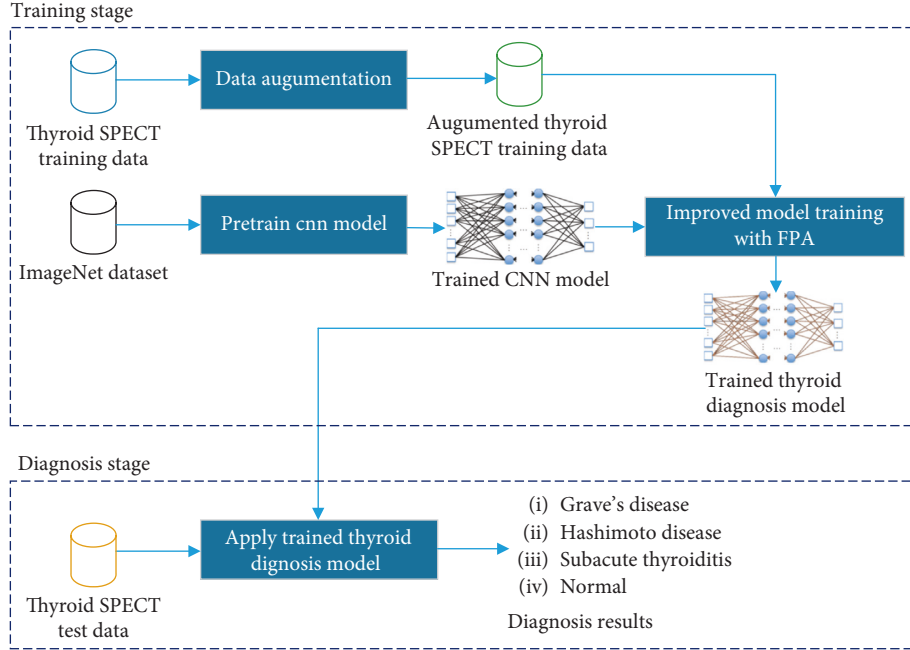 Training stage
Data augumentation
Thyroid SPECT
training data
Augumented thyroid
SPECT training data
Pretrain cnn model
Improved model training
with FPA
ImageNet dataset
Trained CNN model
Trained thyroid
diagnosis model
Diagnosis stage
Apply trained thyroid
dignosis model
(i) Grave's disease
(ii) Hashimoto disease
(iii) Subacute thyroiditis
(iv) Normal
Thyroid SPECT
test data
Diagnosis results